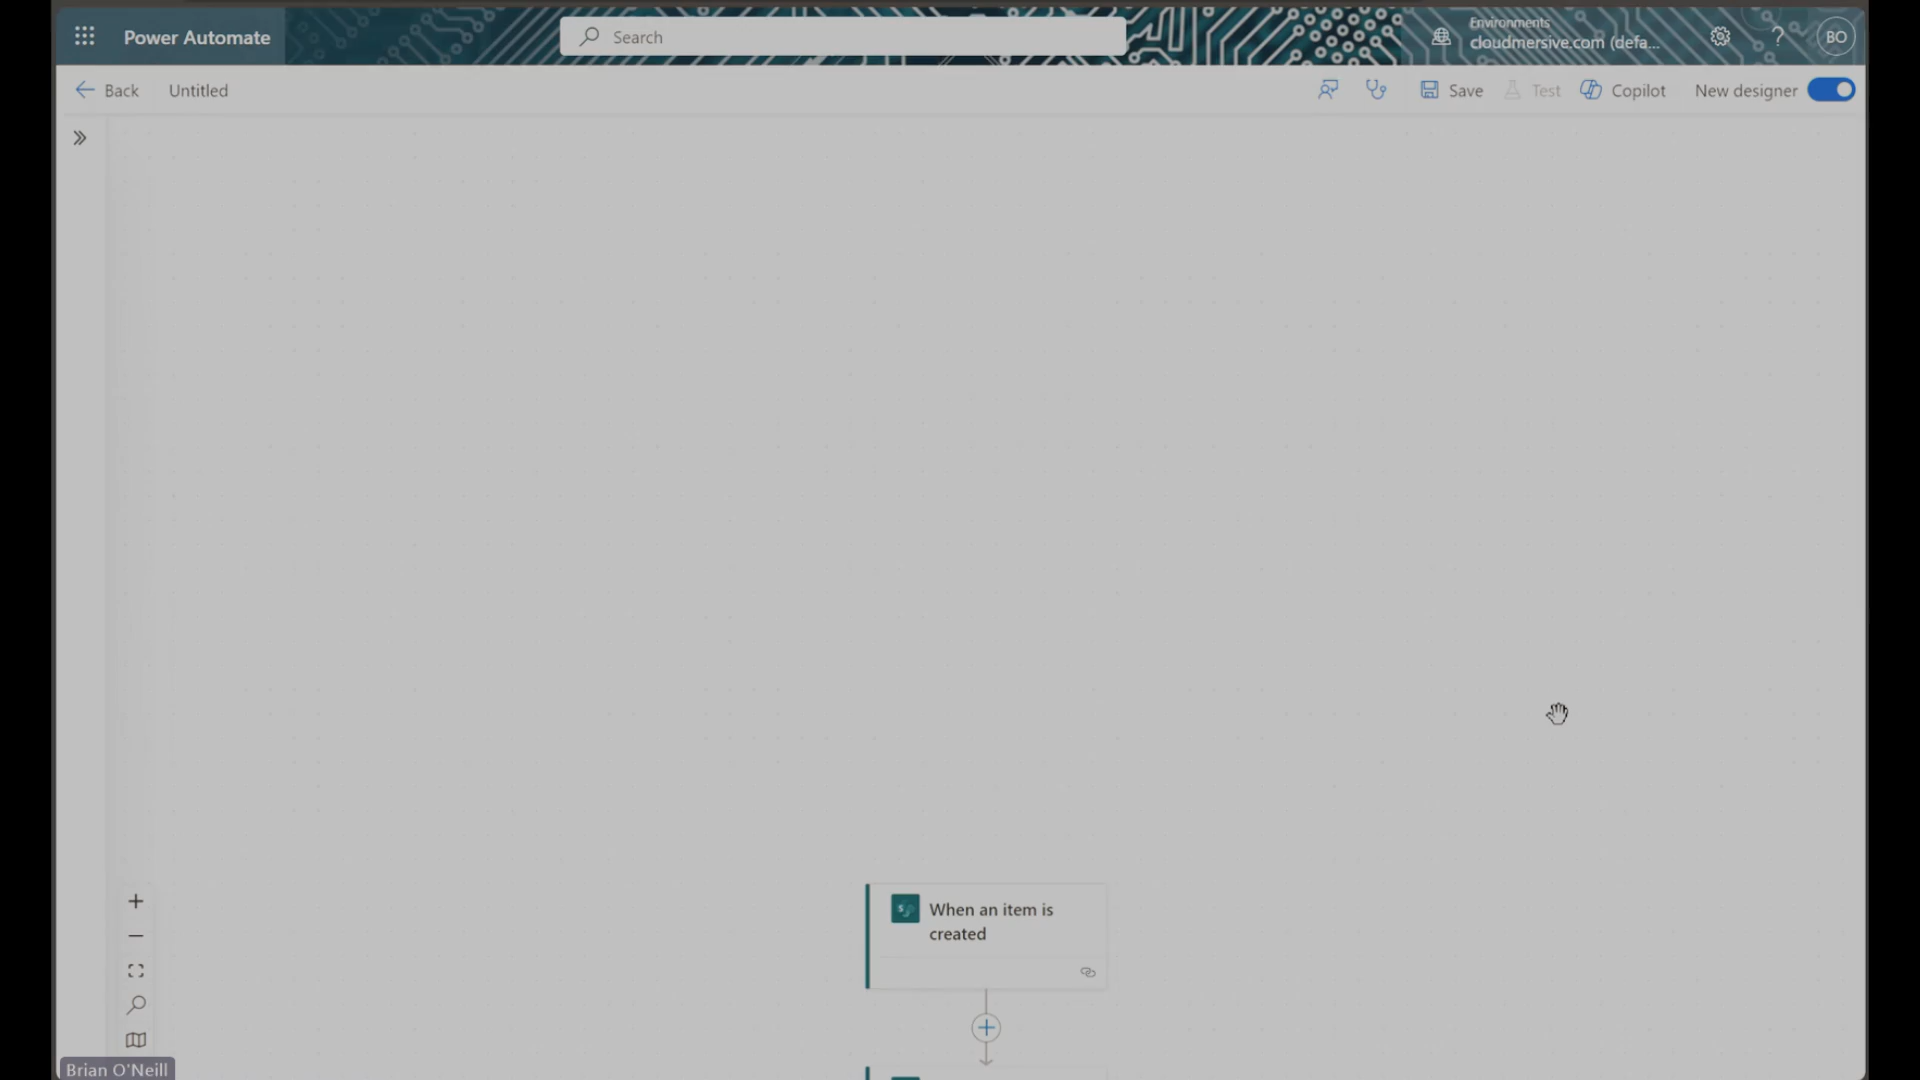 Power Automate
Search
Environments
cloudmersive.com (defa...
?
BO
Back
Untitled
Save
Test
Copilot
New designer
When an item is
created
Brian O'Neill